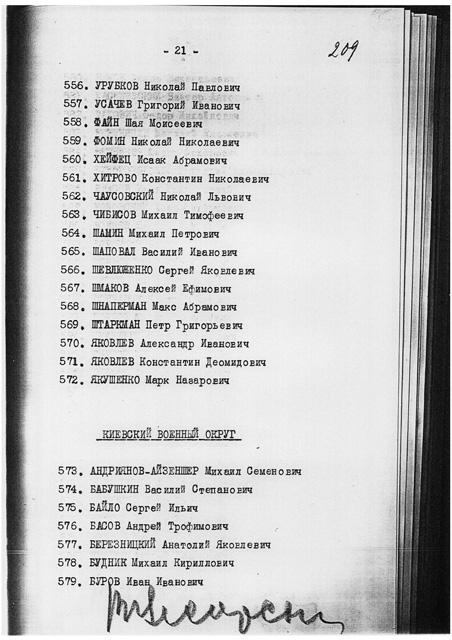 - 21 -
209
556. УРУБКОВ Николай Павлович
557. УСАЧЕВ Григорий Иванович
558. ФАЙН Шая Моисеевич
559. ФОМИН Николай Николаевич
560. ХЕЙФЕЦ Исаак Абрамович
561. ХИТРОВО Константин Николаевич
562. ЧАУСОВСКИЙ Николай Львович
563. ЧИБИСОВ Михаил Тимофеевич
564. ШАМИН Михаил Петрович
565. ШАПОВАЛ Василий Иванович
566. ШЕВЛЮЖЕНКО Сергей Яковлевич
567. ШМАКОВ Алексей Ефимович
568. ШНАПЕРМАН Макс Абрамович
569. ШТАРКМАН Петр Григорьевич
570. ЯКОВЛЕВ Александр Иванович
571. ЯКОВЛЕВ Константин Деомидович
572. ЯКУШЕНКО Марк Назарович
КИЕВСКИЙ ВОЕННЫЙ ОКРУГ
573. АНДРИЯНОВ-АЙЗЕНШЕР Михаил Семенович
574. БАБУШКИН Василий Степанович
575. БАЙЛО Сергей Ильич
576. БАСОВ Андрей Трофимович
577. БЕРЕЗНИЦКИЙ Анатолий Яковлевич
578. БУДНИК Михаил Кириллович
579. БУРОВ Иван Иванович